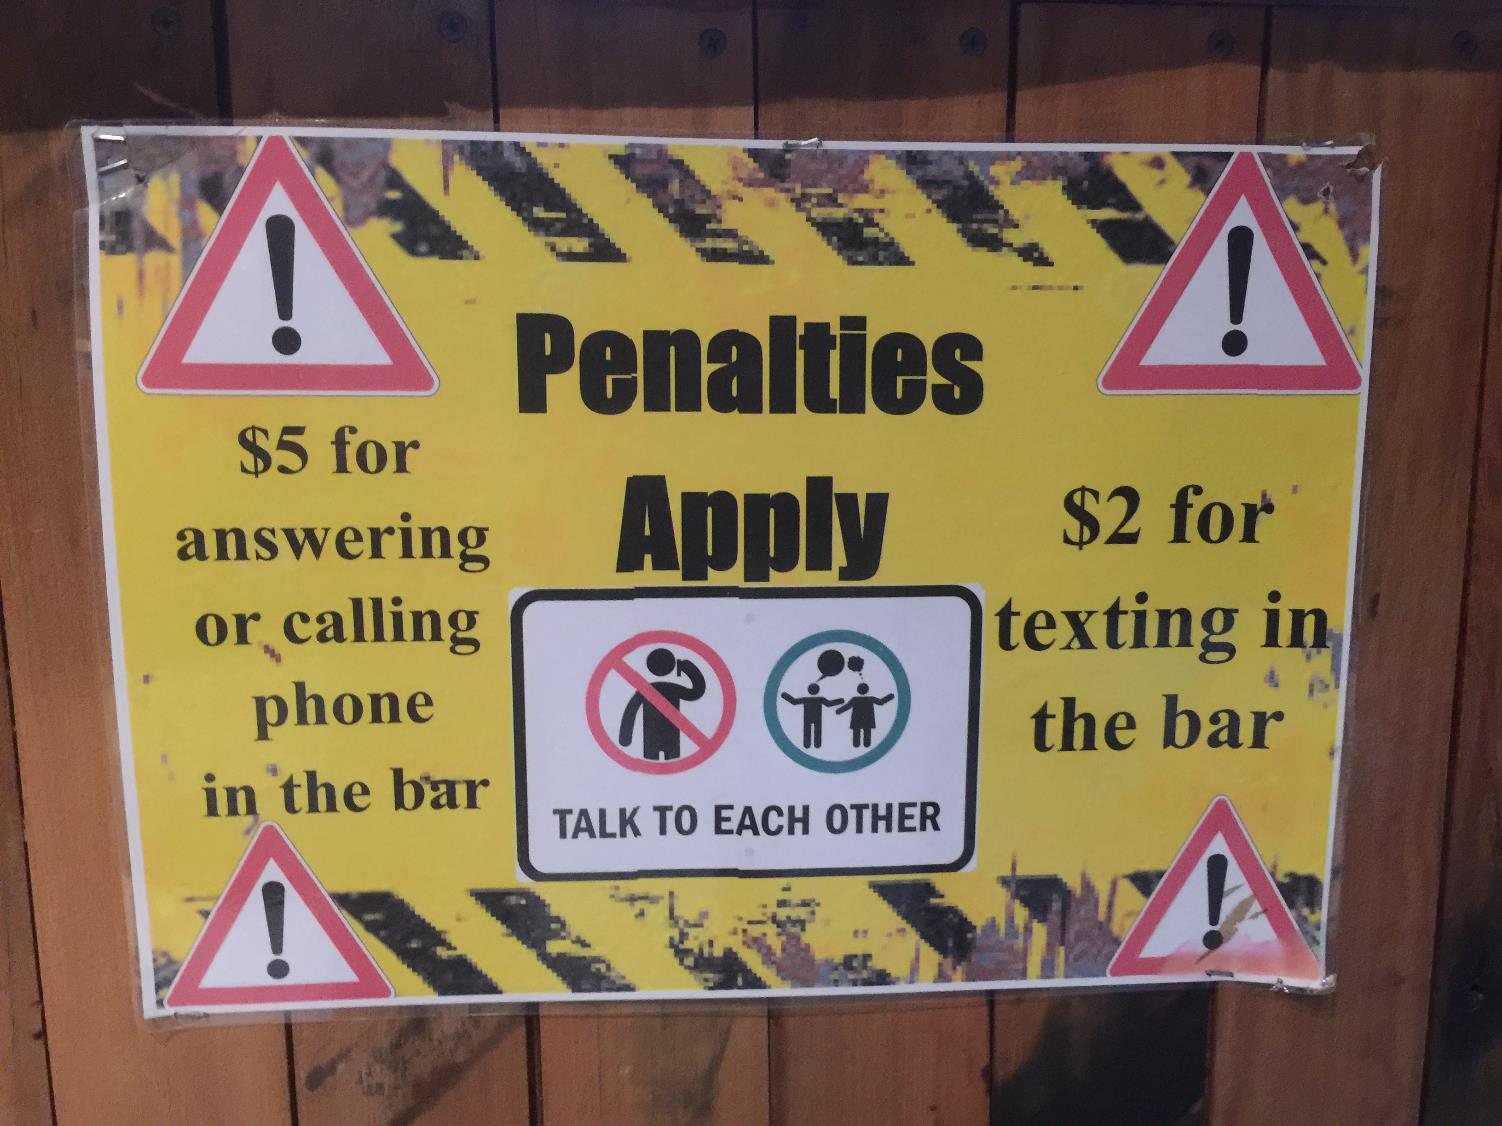 Penalties
Apply
$5 for
answering
or calling
phone
in the bar
$2 for
texting in
the bar
TALK TO EACH OTHER